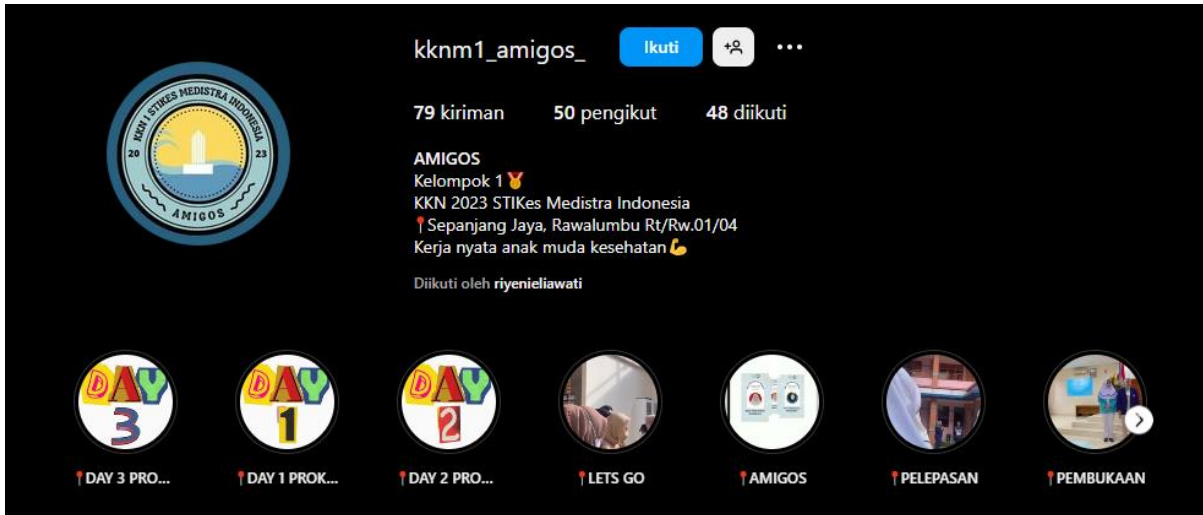 kknm1_amigos_ Ikuti
79 kiriman 50 pengikut 48 diikuti
KKN 1 STIKES MEDISTRA INDONESIA
20 23
AMIGOS
AMIGOS
Kelompok 1🏅
KKN 2023 STIKes Medistra Indonesia
📍Sepanjang Jaya, Rawalumbu Rt/Rw.01/04
Kerja nyata anak muda kesehatan💪
Diikuti oleh riyenieliawati
DAY 3
DAY 1
DAY 2
📍DAY 3 PRO... 📍DAY 1 PROK... 📍DAY 2 PRO... 📍LETS GO 📍AMIGOS 📍PELEPASAN 📍PEMBUKAAN